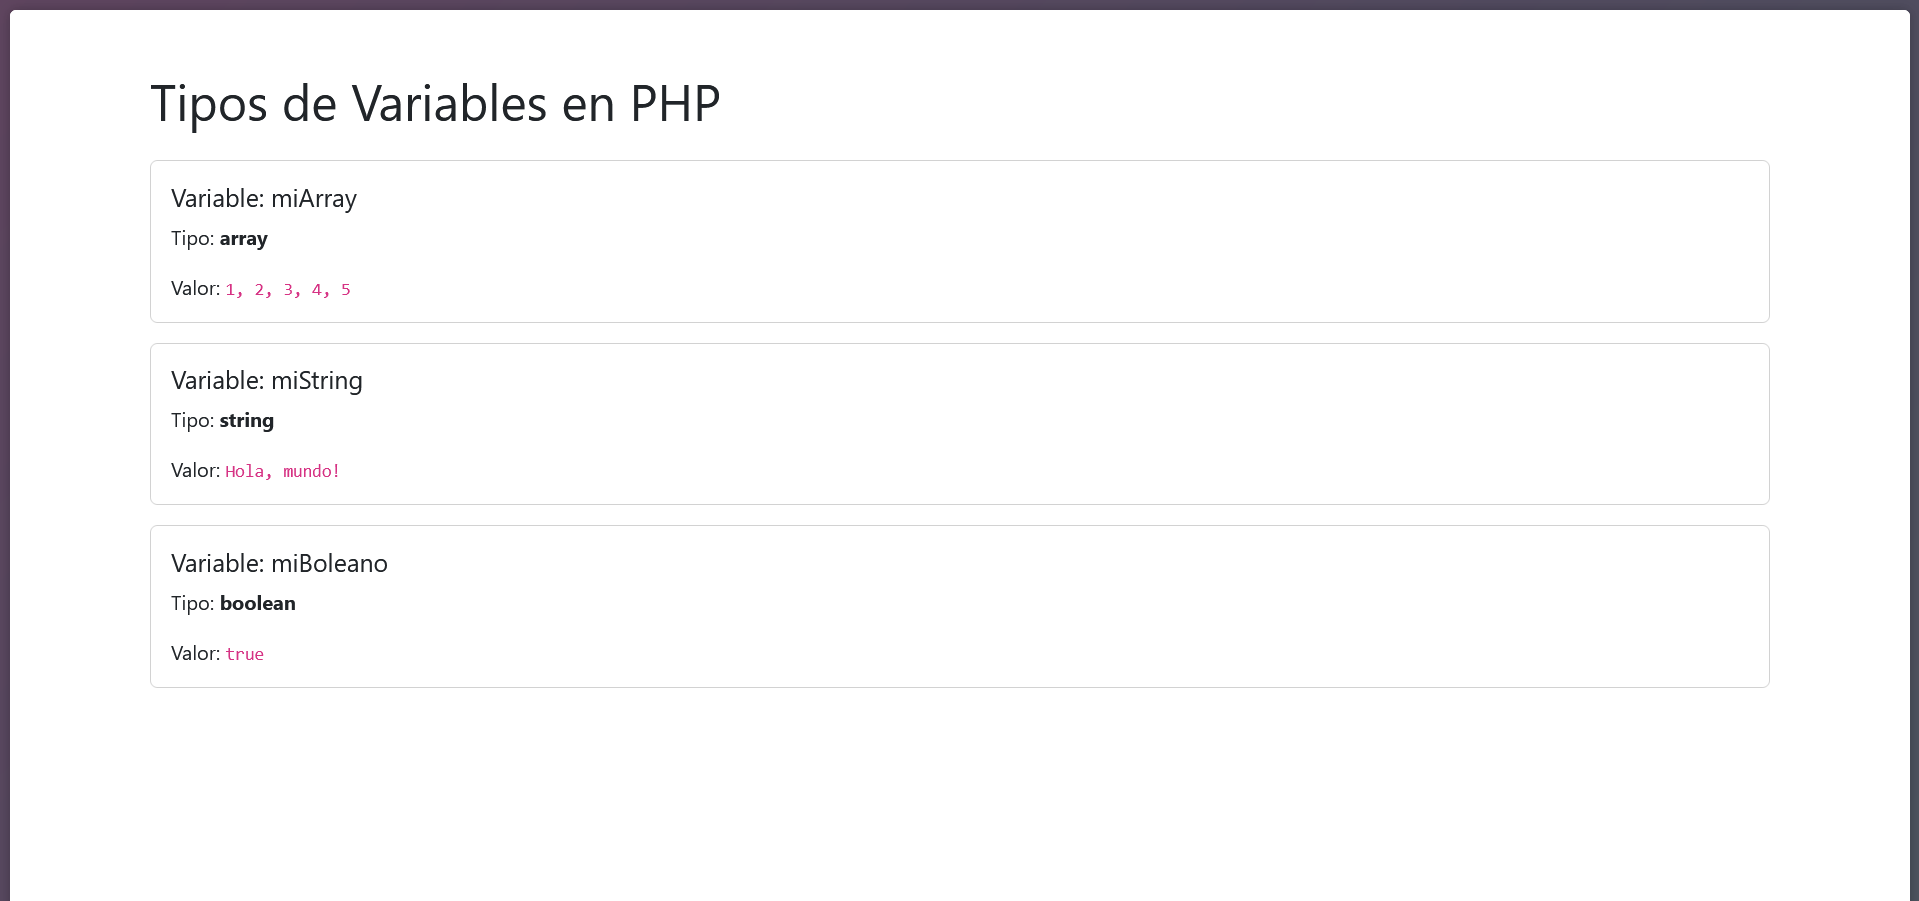 Tipos de Variables en PHP
Variable: miArray
Tipo: array
Valor: 1, 2, 3, 4, 5
Variable: miString
Tipo: string
Valor: Hola, mundo!
Variable: miBoleano
Tipo: boolean
Valor: true